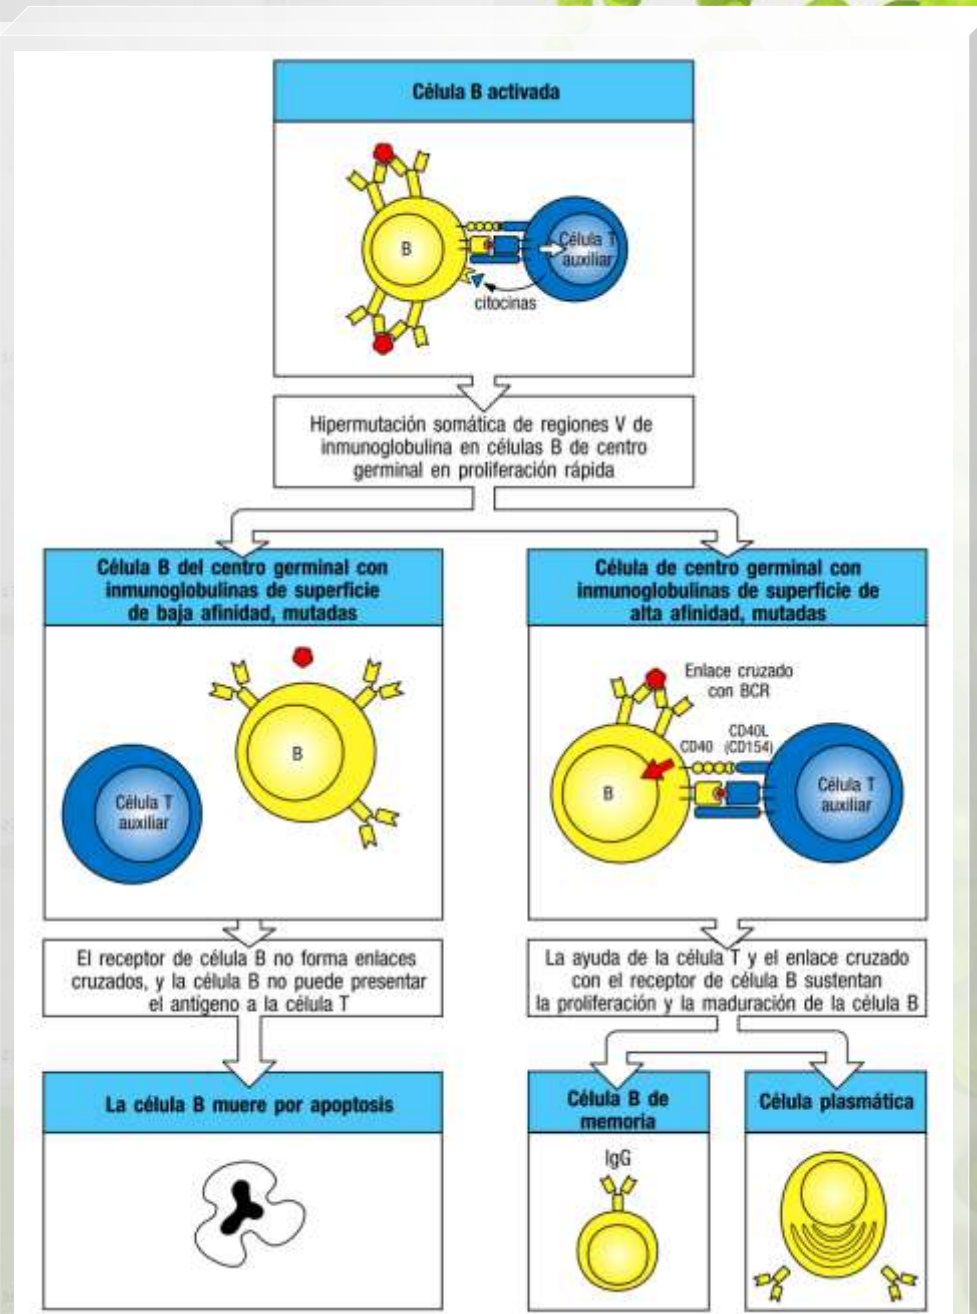 Célula B activada
B
Célula T
auxiliar
citocinas
Hipermutación somática de regiones V de
inmunoglobulina en células B de centro
germinal en proliferación rápida
Célula B del centro germinal con
inmunoglobulinas de superficie
de baja afinidad, mutadas
B
Célula T
auxiliar
Célula de centro germinal con
inmunoglobulinas de superficie de
alta afinidad, mutadas
Enlace cruzado
con BCR
CD40L
CD40 (CD154)
B
Célula T
auxiliar
El receptor de célula B no forma enlaces
cruzados, y la célula B no puede presentar
el antígeno a la célula T
La ayuda de la célula T y el enlace cruzado
con el receptor de célula B sustentan
la proliferación y la maduración de la célula B
La célula B muere por apoptosis
Célula B de
memoria
IgG
Célula plasmática